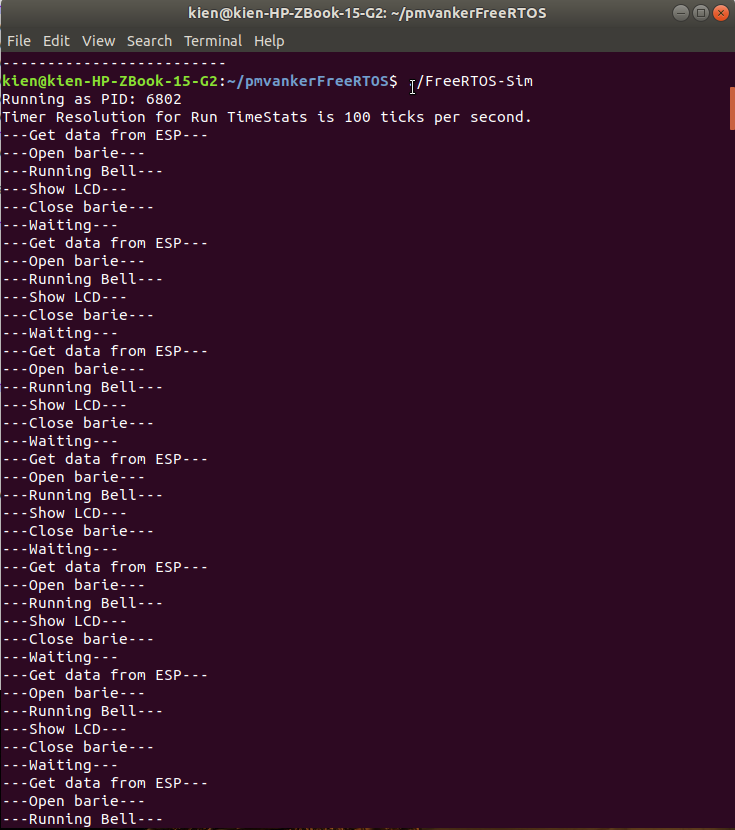 kien@kien-HP-ZBook-15-G2: ~/pmvankerFreeRTOS
File Edit View Search Terminal Help
-------------------------
kien@kien-HP-ZBook-15-G2:~/pmvankerFreeRTOS$ ./FreeRTOS-Sim
Running as PID: 6802
Timer Resolution for Run TimeStats is 100 ticks per second.
---Get data from ESP---
---Open barie---
---Running Bell---
---Show LCD---
---Close barie---
---Waiting---
---Get data from ESP---
---Open barie---
---Running Bell---
---Show LCD---
---Close barie---
---Waiting---
---Get data from ESP---
---Open barie---
---Running Bell---
---Show LCD---
---Close barie---
---Waiting---
---Get data from ESP---
---Open barie---
---Running Bell---
---Show LCD---
---Close barie---
---Waiting---
---Get data from ESP---
---Open barie---
---Running Bell---
---Show LCD---
---Close barie---
---Waiting---
---Get data from ESP---
---Open barie---
---Running Bell---
---Show LCD---
---Close barie---
---Waiting---
---Get data from ESP---
---Open barie---
---Running Bell---